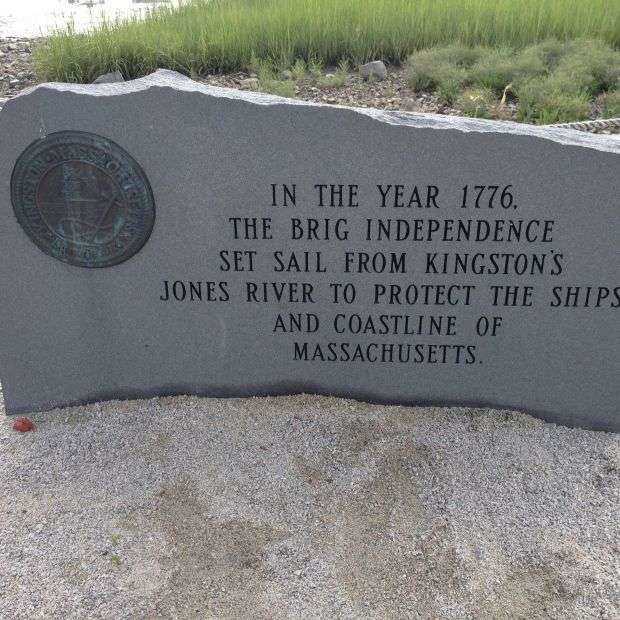 IN THE YEAR 1776,
THE BRIG INDEPENDENCE
SET SAIL FROM KINGSTON'S
JONES RIVER TO PROTECT THE SHIPS
AND COASTLINE OF
MASSACHUSETTS.